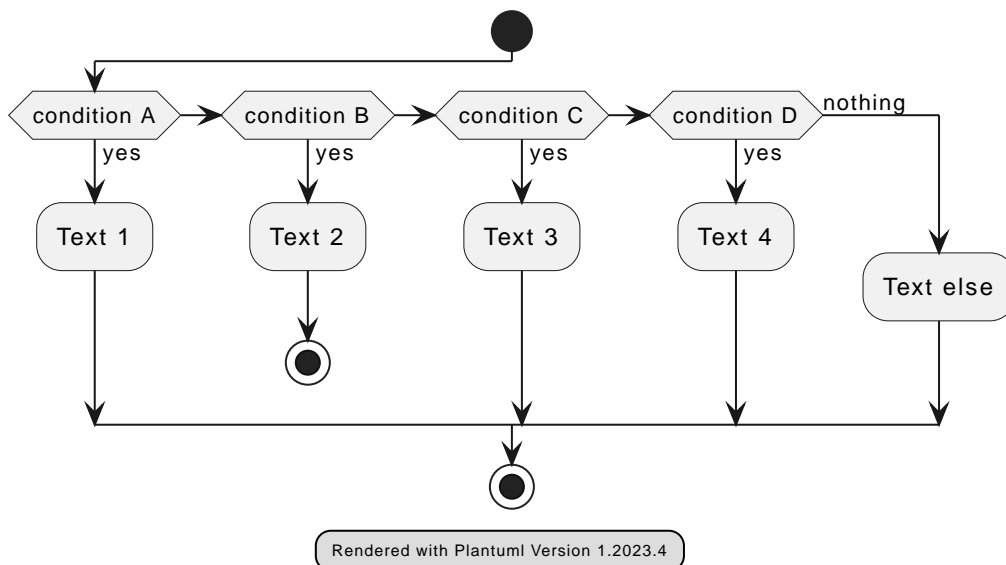 condition A
condition B
condition C
condition D
nothing
yes
yes
yes
yes
Text 1
Text 2
Text 3
Text 4
Text else
Rendered with Plantuml Version 1.2023.4